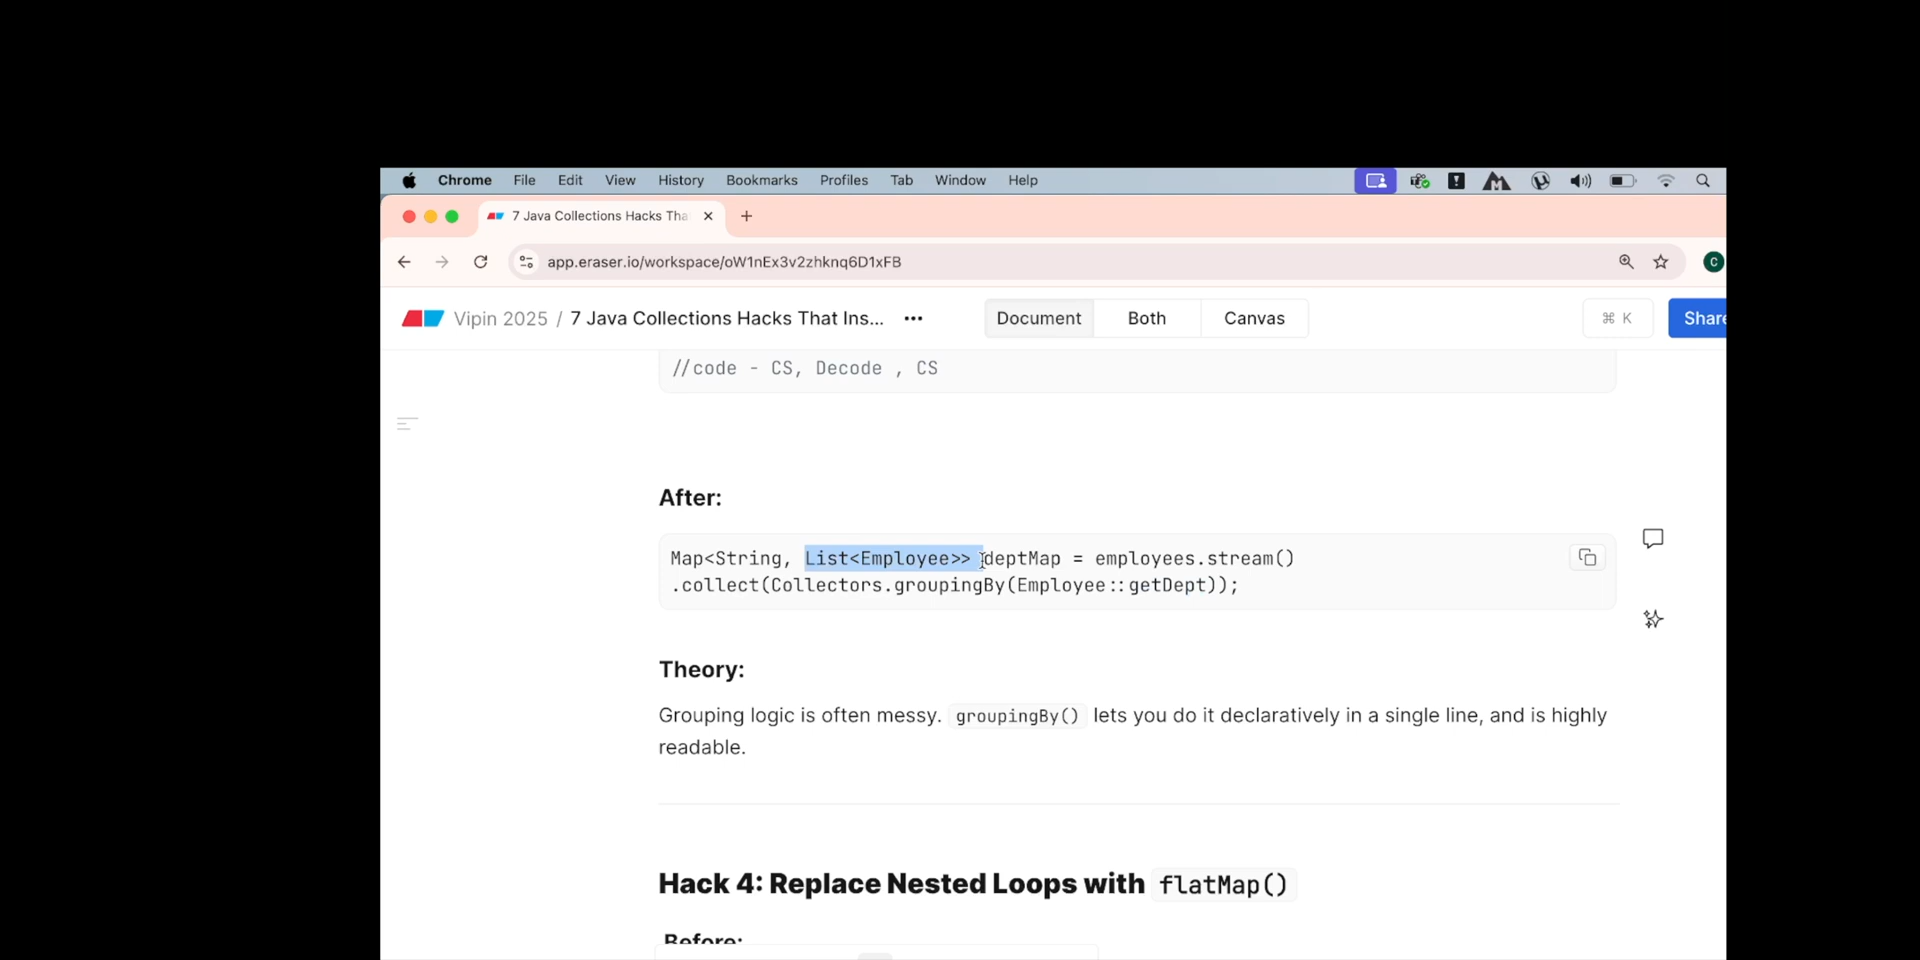 Chrome File Edit View History Bookmarks Profiles Tab Window Help
7 Java Collections Hacks Tha
app.eraser.io/workspace/oW1nEx3v2zhknq6D1xFB
C
Vipin 2025 / 7 Java Collections Hacks That Ins... ••• Document Both Canvas ⌘ K Share
//code - CS, Decode , CS
After:
Map<String, List<Employee>> deptMap = employees.stream()
.collect(Collectors.groupingBy(Employee::getDept));
Theory:
Grouping logic is often messy. groupingBy() lets you do it declaratively in a single line, and is highly
readable.
Hack 4: Replace Nested Loops with flatMap()
Before: